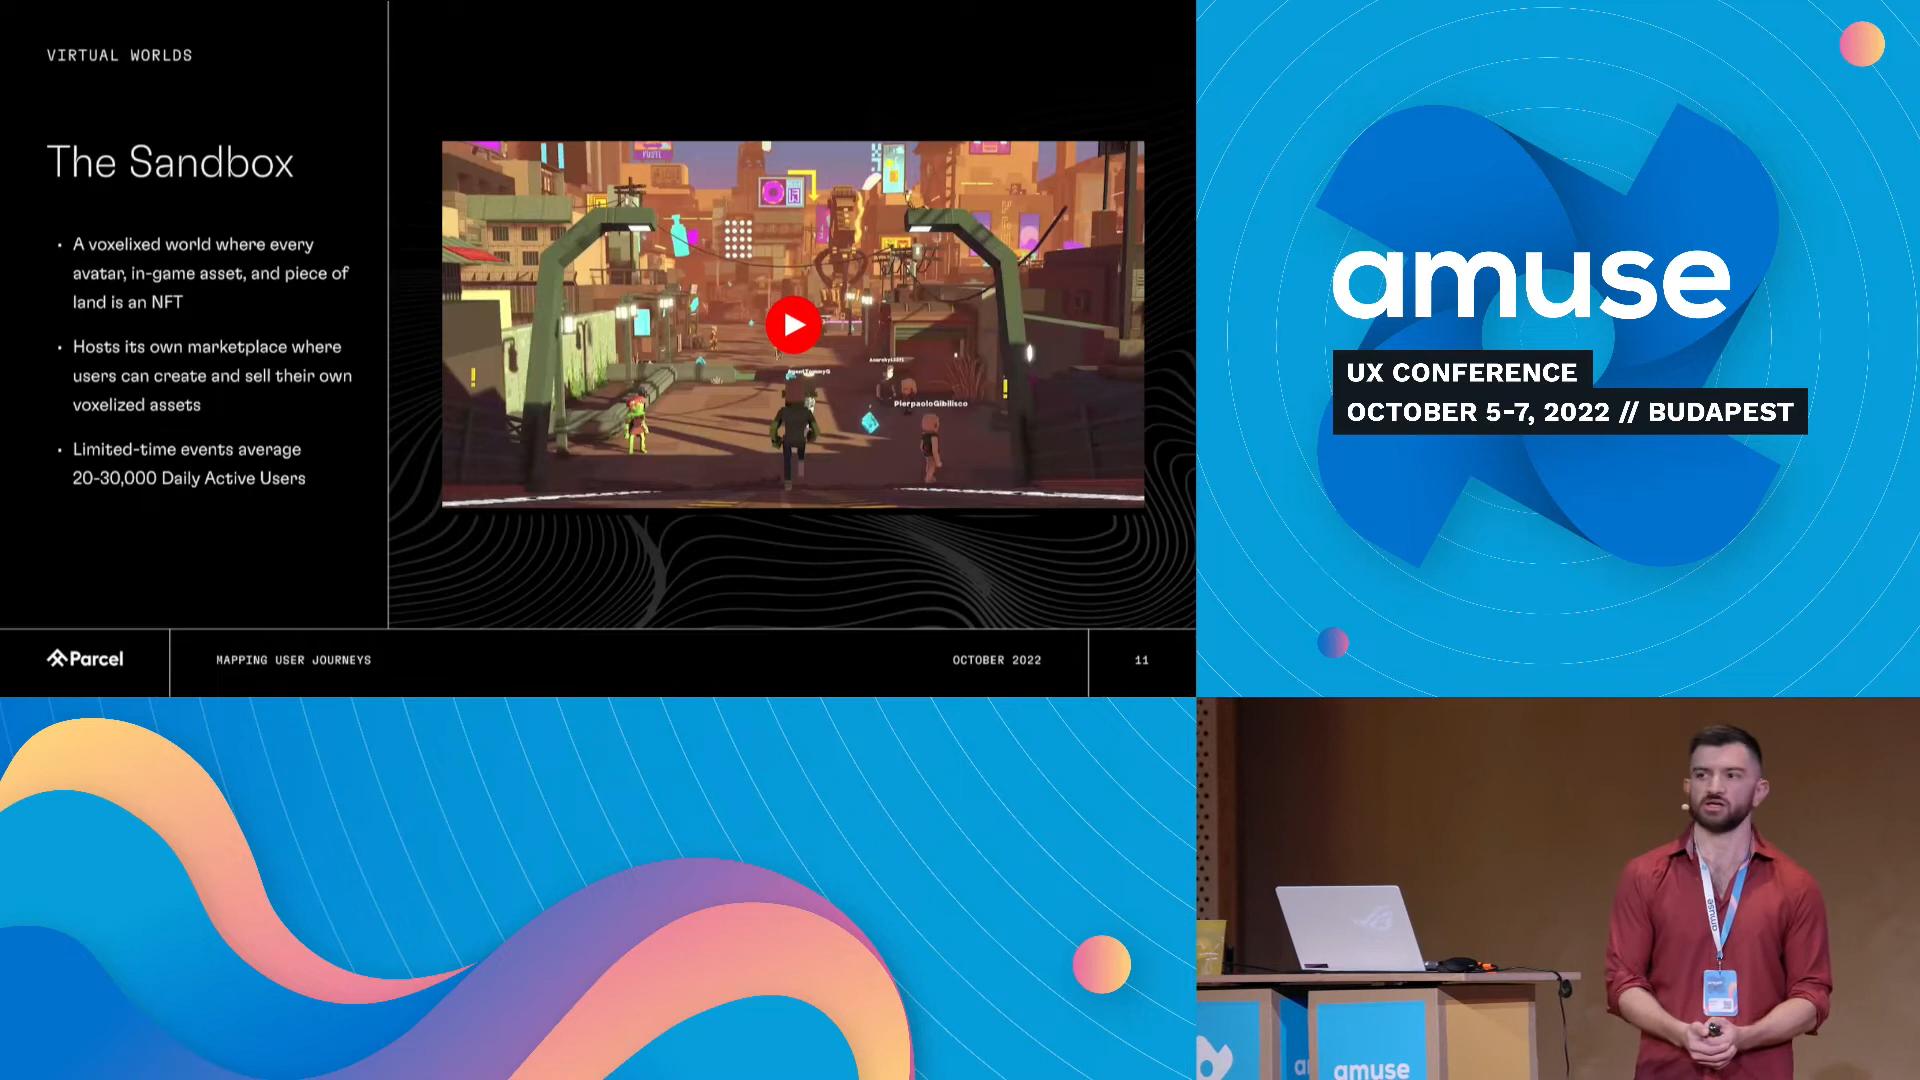 VIRTUAL WORLDS
The Sandbox
• A voxelixed world where every
avatar, in-game asset, and piece of
land is an NFT
• Hosts its own marketplace where
users can create and sell their own
voxelized assets
• Limited-time events average
20-30,000 Daily Active Users
AgentTommyG
PierpaoloGibilisco
Parcel
MAPPING USER JOURNEYS
OCTOBER 2022
11
amuse
UX CONFERENCE
OCTOBER 5-7, 2022 // BUDAPEST
amuse
amuse